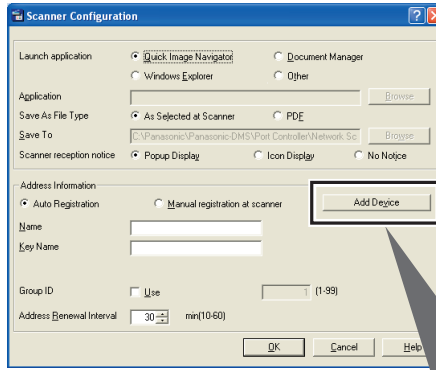 Scanner Configuration
Launch application Quick Image Navigator Document Manager
Windows Explorer Other
Application Browse
Save As File Type As Selected at Scanner PDF
Save To C:\Panasonic\Panasonic-DMS\Port Controller\Network Sc Browse
Scanner reception notice Popup Display Icon Display No Notice
Address Information
Auto Registration Manual registration at scanner Add Device
Name
Key Name
Group ID Use 1 (1-99)
Address Renewal Interval 30 min(10-60)
OK Cancel Help